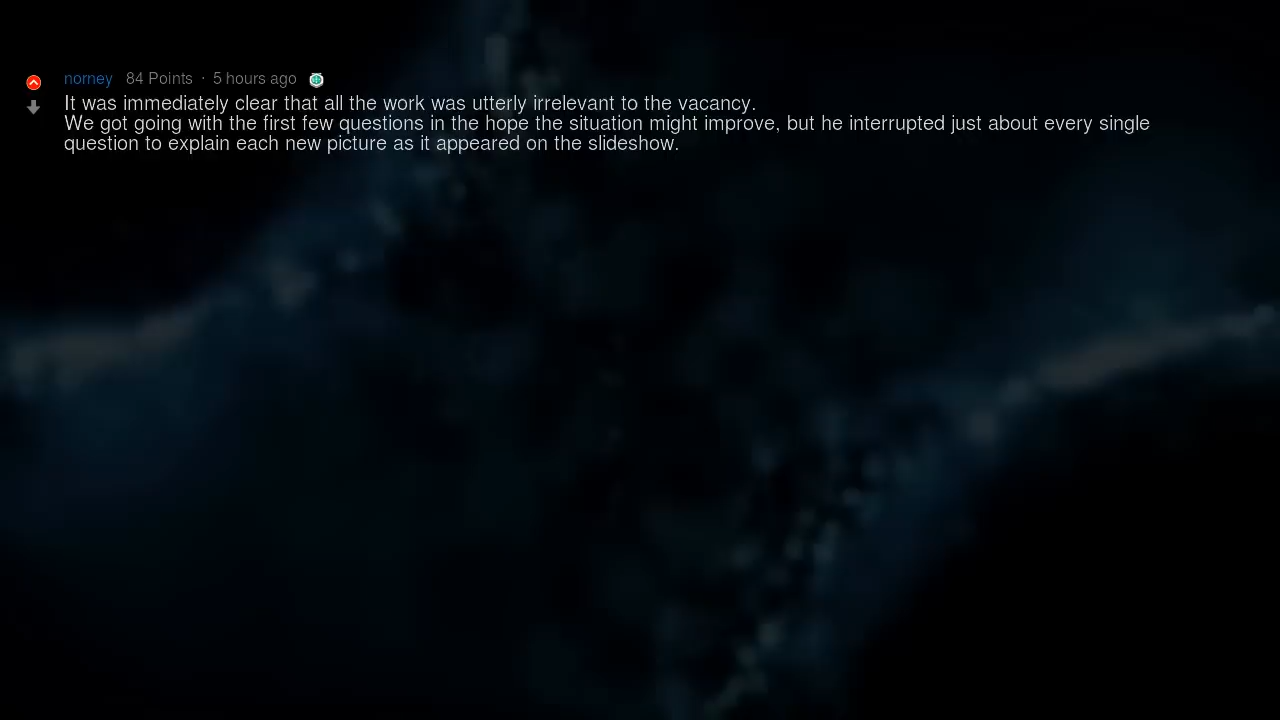 norney 84 Points · 5 hours ago
It was immediately clear that all the work was utterly irrelevant to the vacancy.
We got going with the first few questions in the hope the situation might improve, but he interrupted just about every single
question to explain each new picture as it appeared on the slideshow.